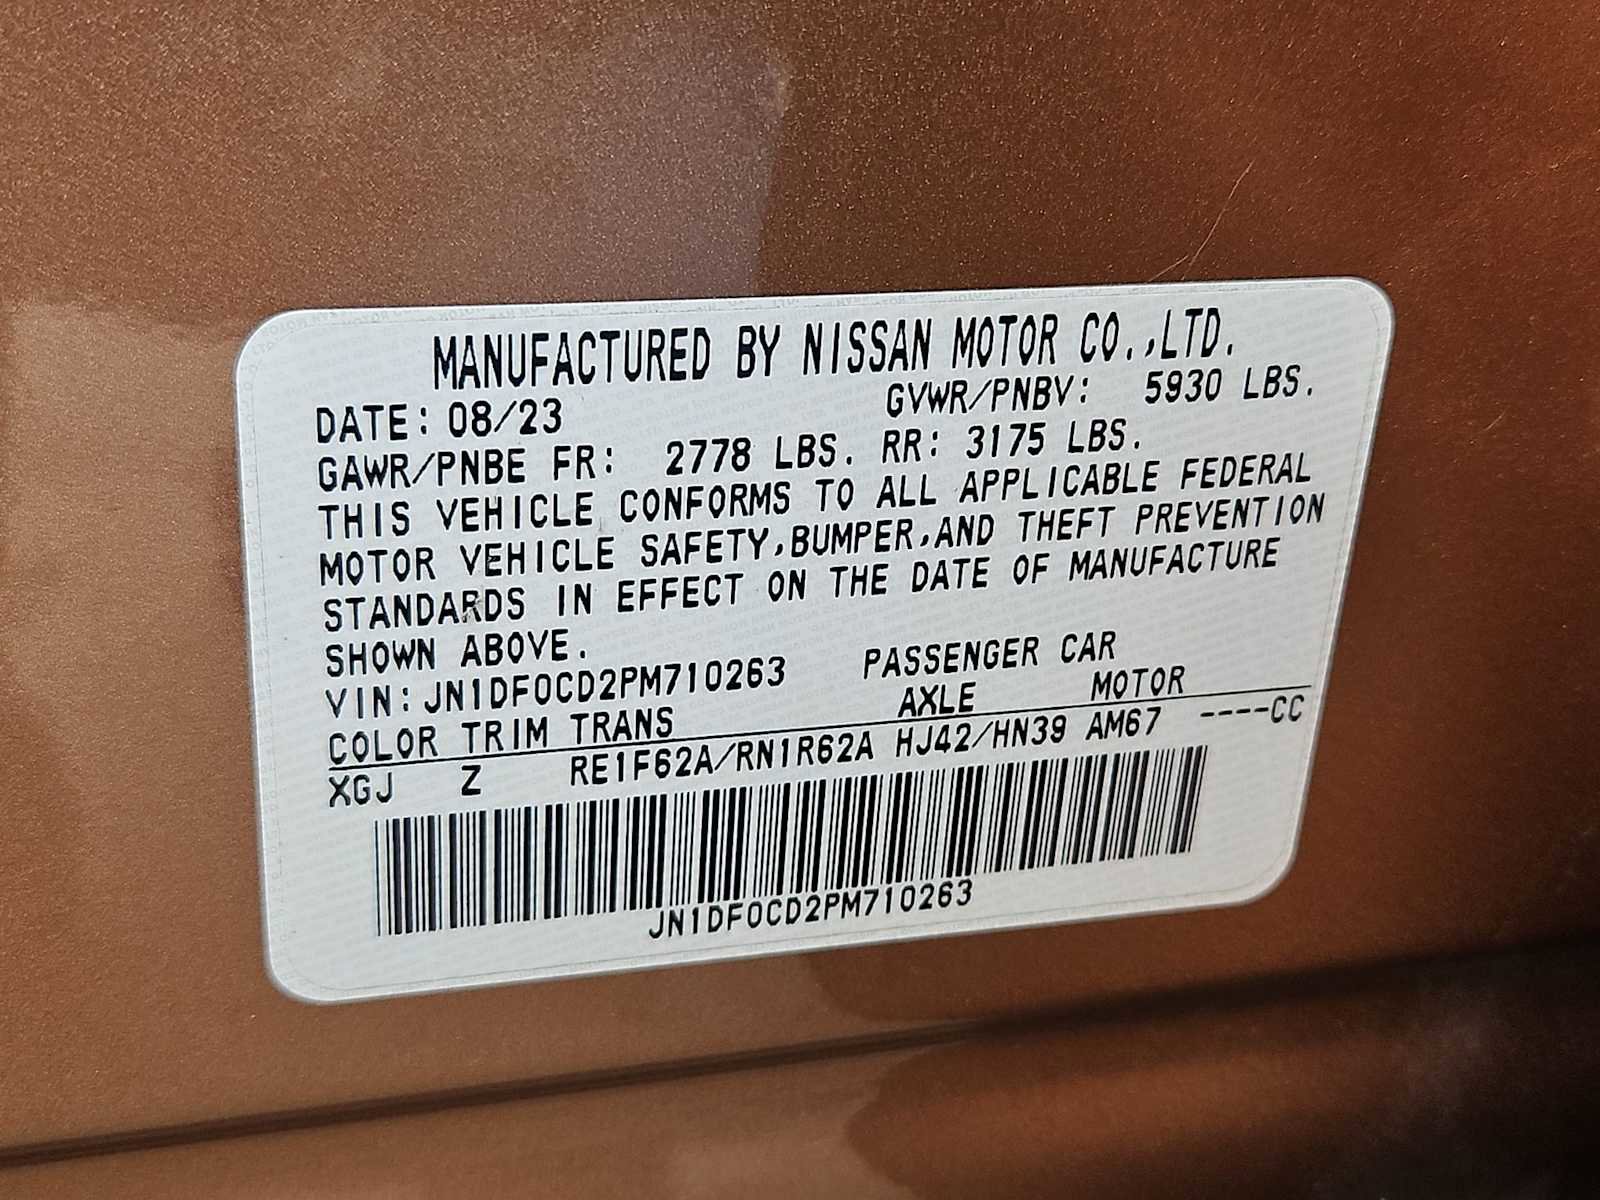 MANUFACTURED BY NISSAN MOTOR CO.,LTD.
DATE: 08/23 GVWR/PNBV: 5930 LBS.
GAWR/PNBE FR: 2778 LBS. RR: 3175 LBS.
THIS VEHICLE CONFORMS TO ALL APPLICABLE FEDERAL
MOTOR VEHICLE SAFETY,BUMPER,AND THEFT PREVENTION
STANDARDS IN EFFECT ON THE DATE OF MANUFACTURE
SHOWN ABOVE.
VIN:JN1DF0CD2PM710263 PASSENGER CAR
COLOR TRIM TRANS AXLE MOTOR
XGJ Z RE1F62A/RN1R62A HJ42/HN39 AM67 ----CC
JN1DF0CD2PM710263